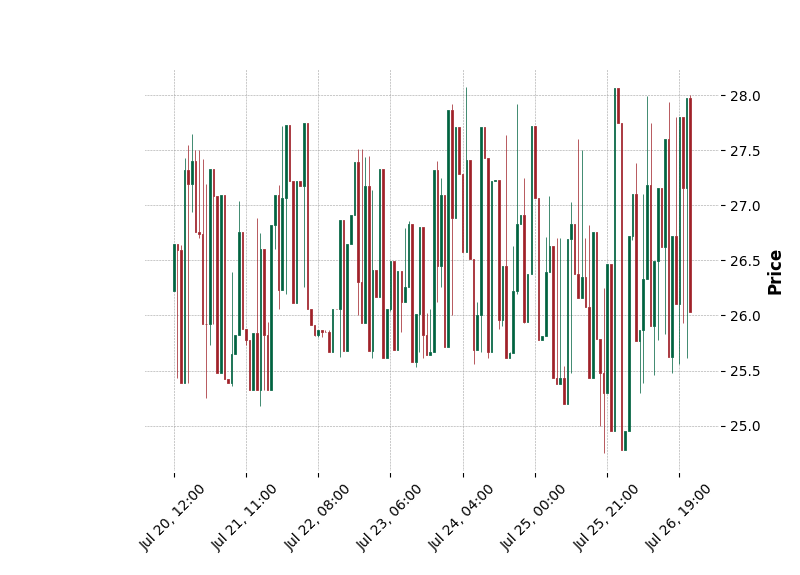 28.0
27.5
27.0
26.5
26.0
25.5
25.0
Price
Jul 20, 12:00
Jul 21, 11:00
Jul 22, 08:00
Jul 23, 06:00
Jul 24, 04:00
Jul 25, 00:00
Jul 25, 21:00
Jul 26, 19:00